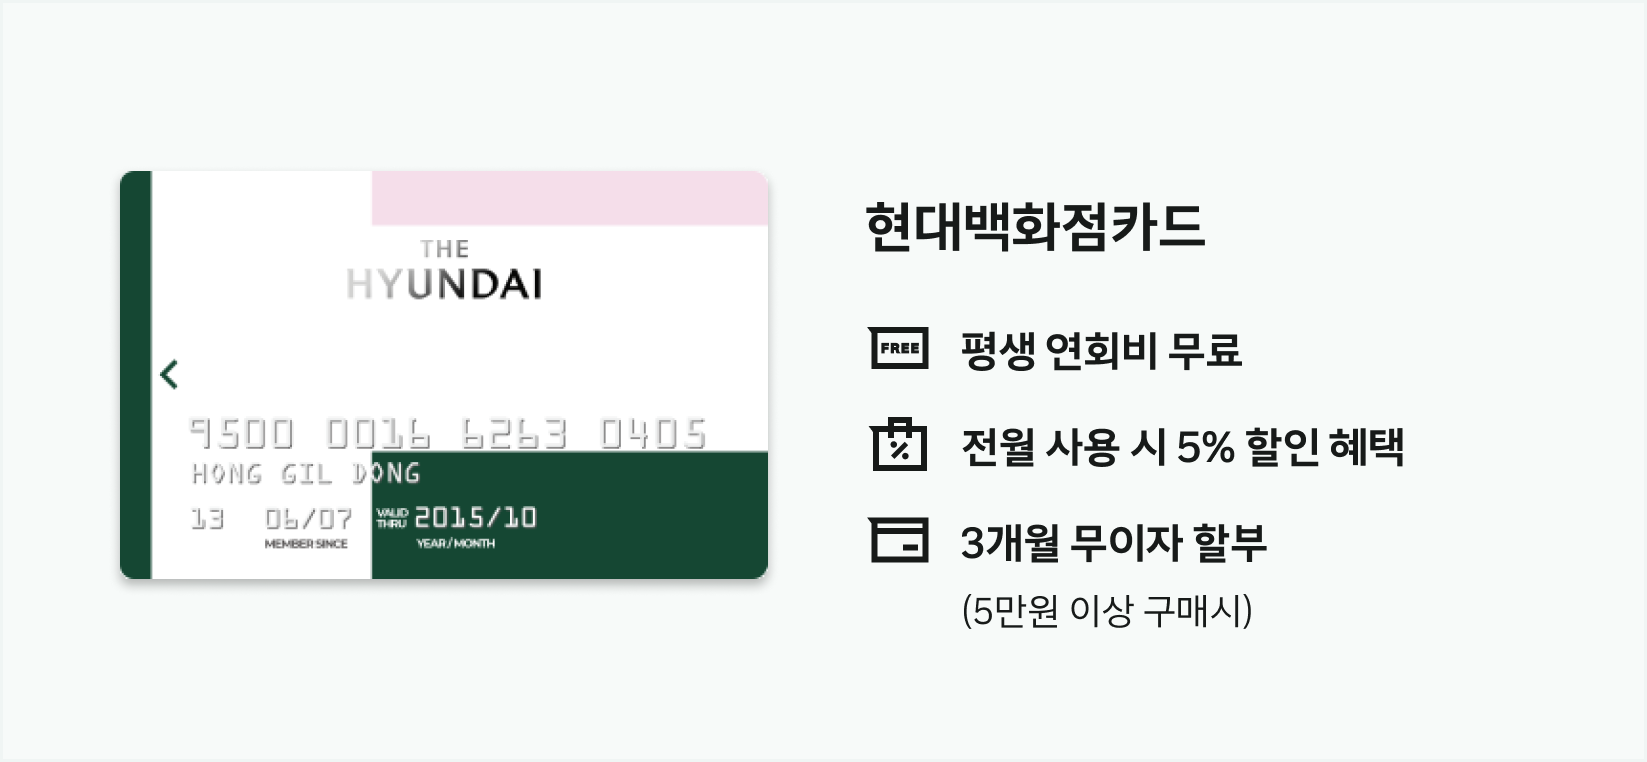 THE
HYUNDAI
9500 0016 6263 0405
HONG GIL DONG
13 06/07 VALID THRU 2015/10
MEMBER SINCE YEAR / MONTH
현대백화점카드
FREE 평생 연회비 무료
% 전월 사용 시 5% 할인 혜택
3개월 무이자 할부
(5만원 이상 구매시)